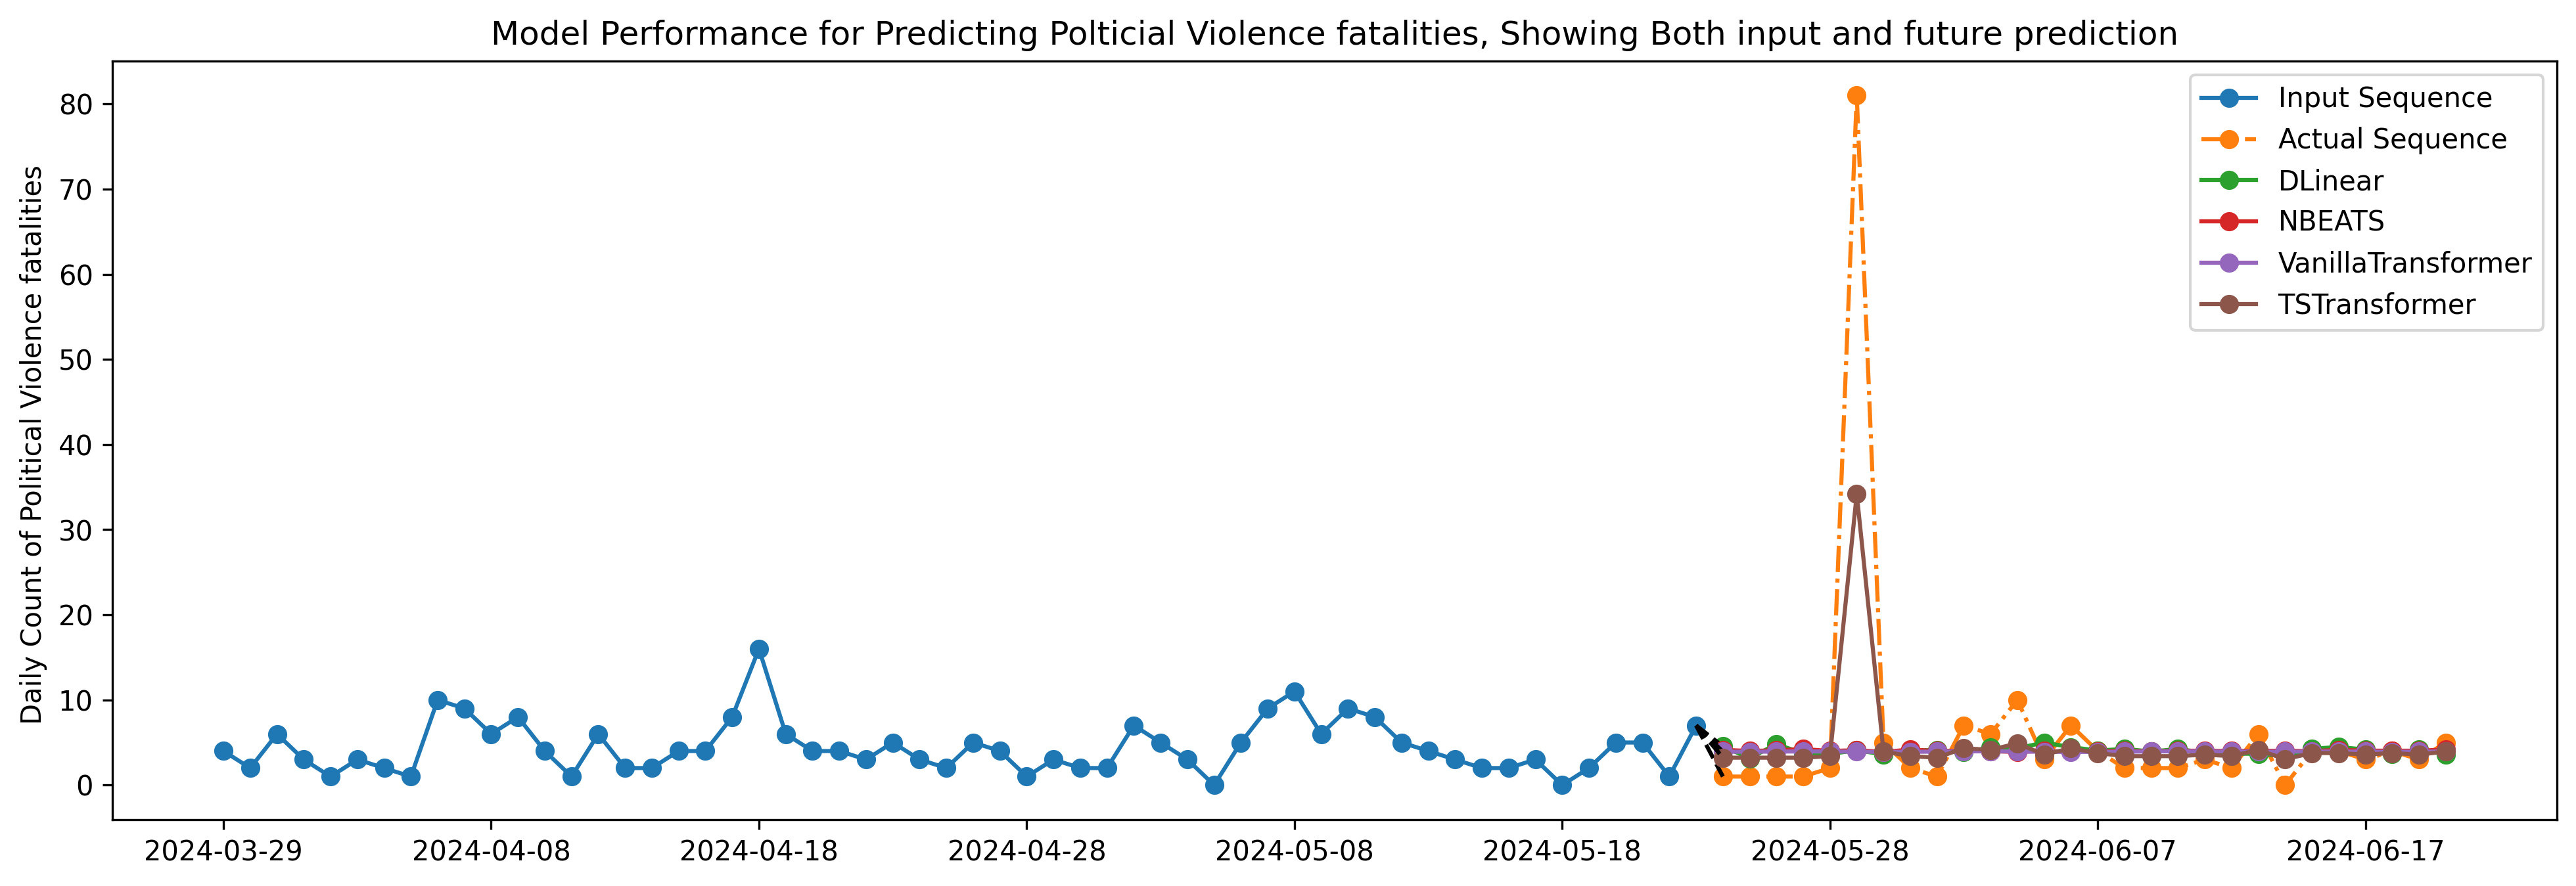 Model Performance for Predicting Polticial Violence fatalities, Showing Both input and future prediction
Daily Count of Political Violence fatalities
80
70
60
50
40
30
20
10
0
Input Sequence
Actual Sequence
DLinear
NBEATS
VanillaTransformer
TSTransformer
2024-03-29 2024-04-08 2024-04-18 2024-04-28 2024-05-08 2024-05-18 2024-05-28 2024-06-07 2024-06-17